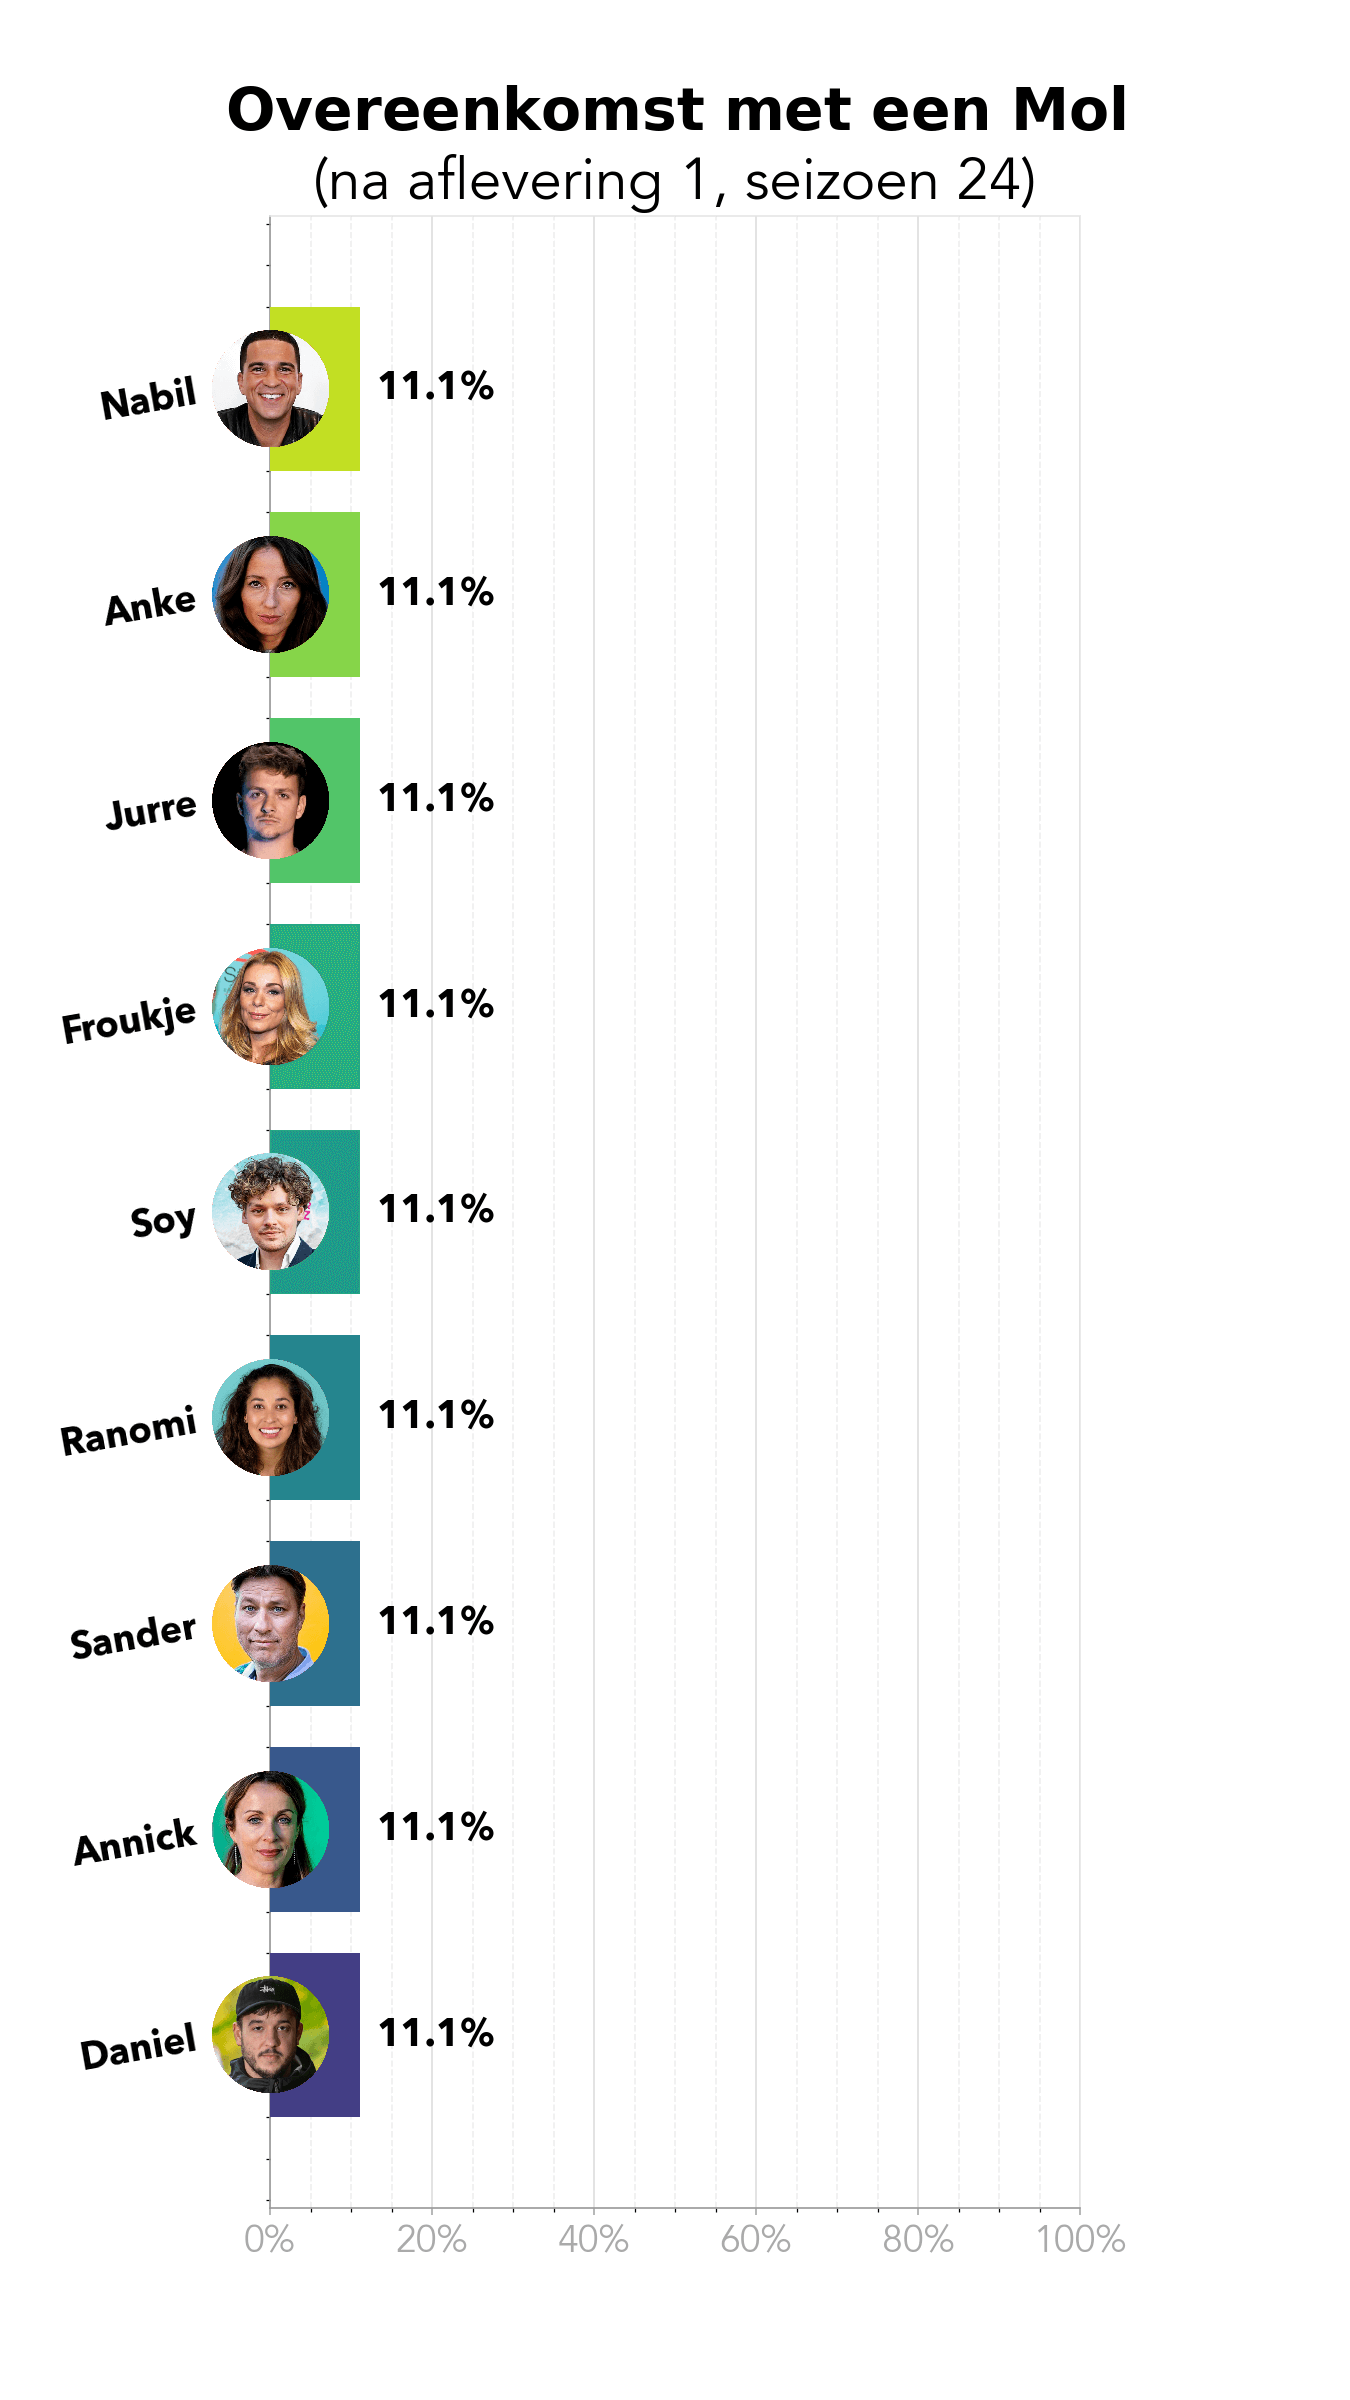 Overeenkomst met een Mol
(na aflevering 1, seizoen 24)
Nabil 11.1%
Anke 11.1%
Jurre 11.1%
Froukje 11.1%
Soy 11.1%
Ranomi 11.1%
Sander 11.1%
Annick 11.1%
Daniel 11.1%
0% 20% 40% 60% 80% 100%